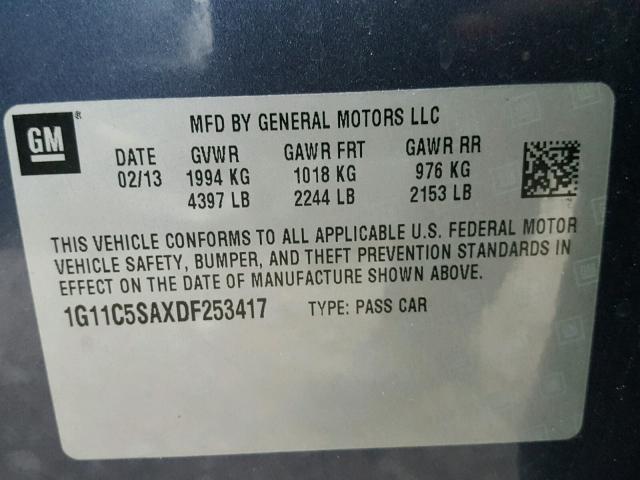 GM ®
MFD BY GENERAL MOTORS LLC
DATE GVWR GAWR FRT GAWR RR
02/13 1994 KG 1018 KG 976 KG
4397 LB 2244 LB 2153 LB
THIS VEHICLE CONFORMS TO ALL APPLICABLE U.S. FEDERAL MOTOR
VEHICLE SAFETY, BUMPER, AND THEFT PREVENTION STANDARDS IN
EFFECT ON THE DATE OF MANUFACTURE SHOWN ABOVE.
1G11C5SAXDF253417 TYPE: PASS CAR